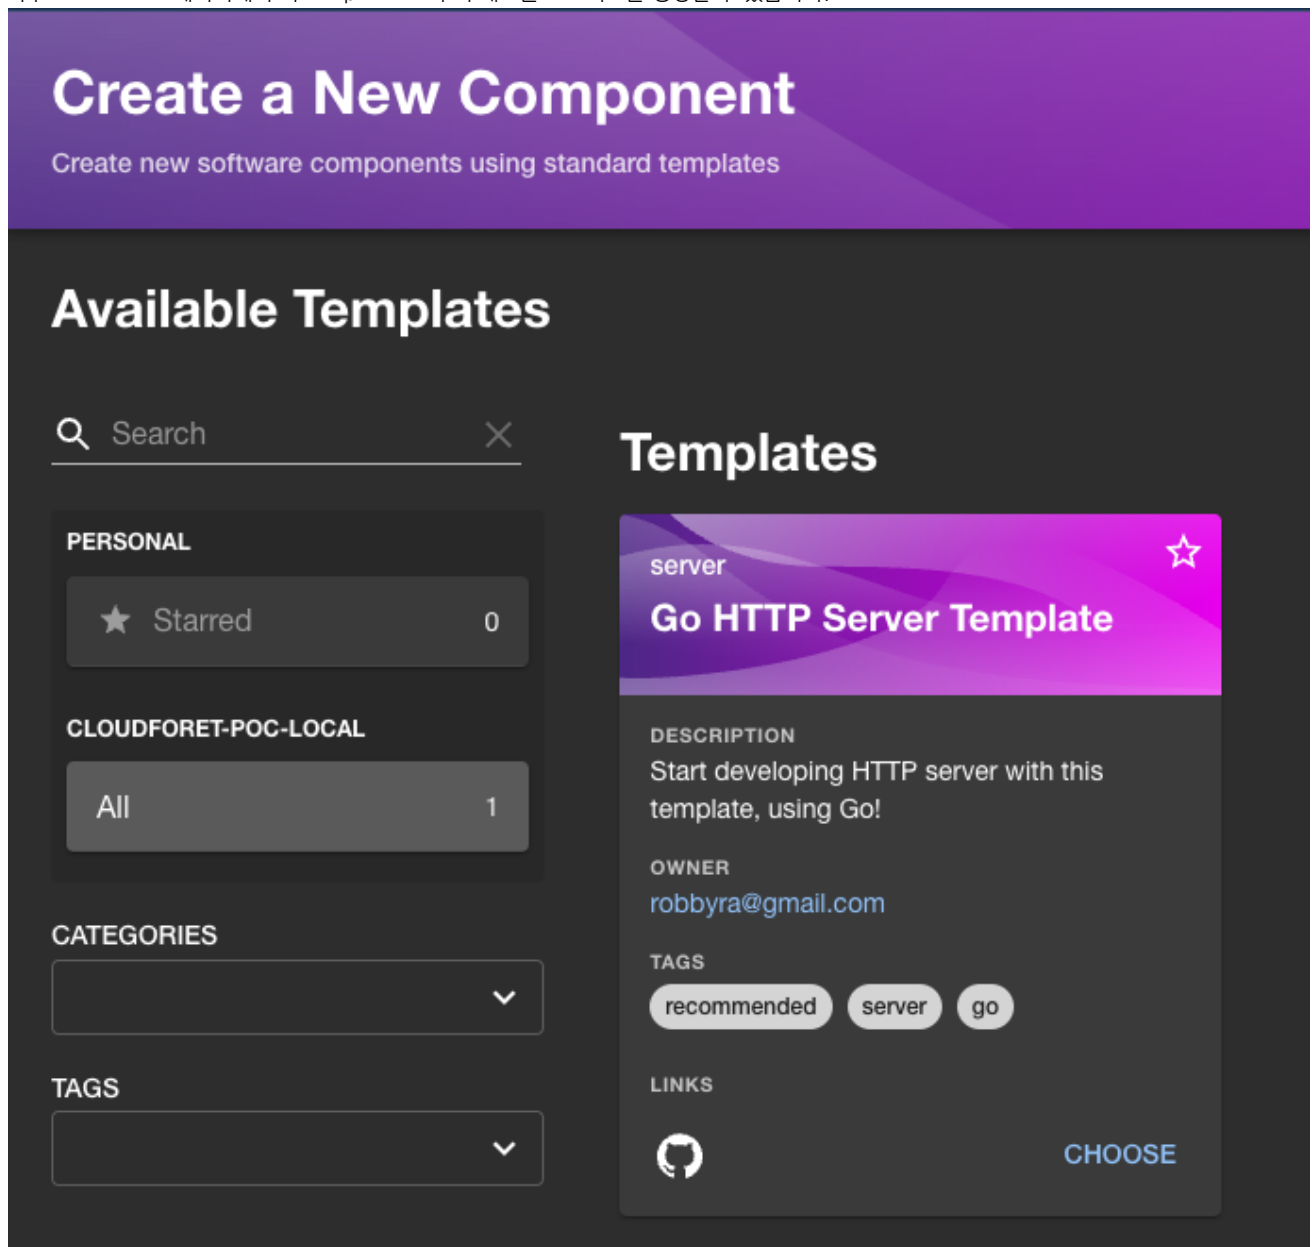 Create a New Component
Create new software components using standard templates
Available Templates
Search
PERSONAL
Starred 0
CLOUDFORET-POC-LOCAL
All 1
CATEGORIES
TAGS
Templates
server
Go HTTP Server Template
DESCRIPTION
Start developing HTTP server with this
template, using Go!
OWNER
robbyra@gmail.com
TAGS
recommended server go
LINKS
CHOOSE